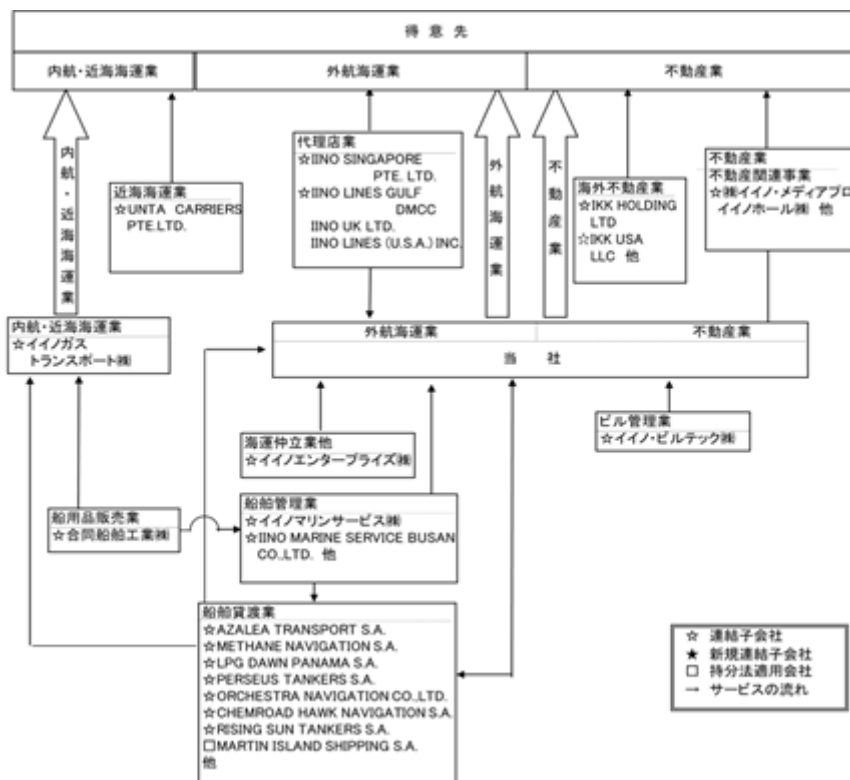 得意先
内航・近海海運業
外航海運業
不動産業
内航・近海海運業
近海海運業
☆UNTA CARRIERS
PTE.LTD.
代理店業
☆IINO SINGAPORE
PTE. LTD.
☆IINO LINES GULF
DMCC
IINO UK LTD.
IINO LINES (U.S.A.) INC.
外航海運業
不動産業
海外不動産業
☆IKK HOLDING
LTD
☆IKK USA
LLC 他
不動産業
不動産関連事業
☆㈱イイノ・メディアプロ
イイノホール㈱ 他
内航・近海海運業
☆イイノガス
トランスポート㈱
外航海運業
不動産業
当社
海運仲立業他
☆イイノエンタープライズ㈱
ビル管理業
☆イイノ・ビルテック㈱
船用品販売業
☆合同船舶工業㈱
船舶管理業
☆イイノマリンサービス㈱
☆IINO MARINE SERVICE BUSAN
CO.,LTD. 他
船舶貸渡業
☆AZALEA TRANSPORT S.A.
☆METHANE NAVIGATION S.A.
☆LPG DAWN PANAMA S.A.
☆PERSEUS TANKERS S.A.
☆ORCHESTRA NAVIGATION CO.,LTD.
☆CHEMROAD HAWK NAVIGATION S.A.
☆RISING SUN TANKERS S.A.
□MARTIN ISLAND SHIPPING S.A.
他
☆ 連結子会社
★ 新規連結子会社
□ 持分法適用会社
→ サービスの流れ